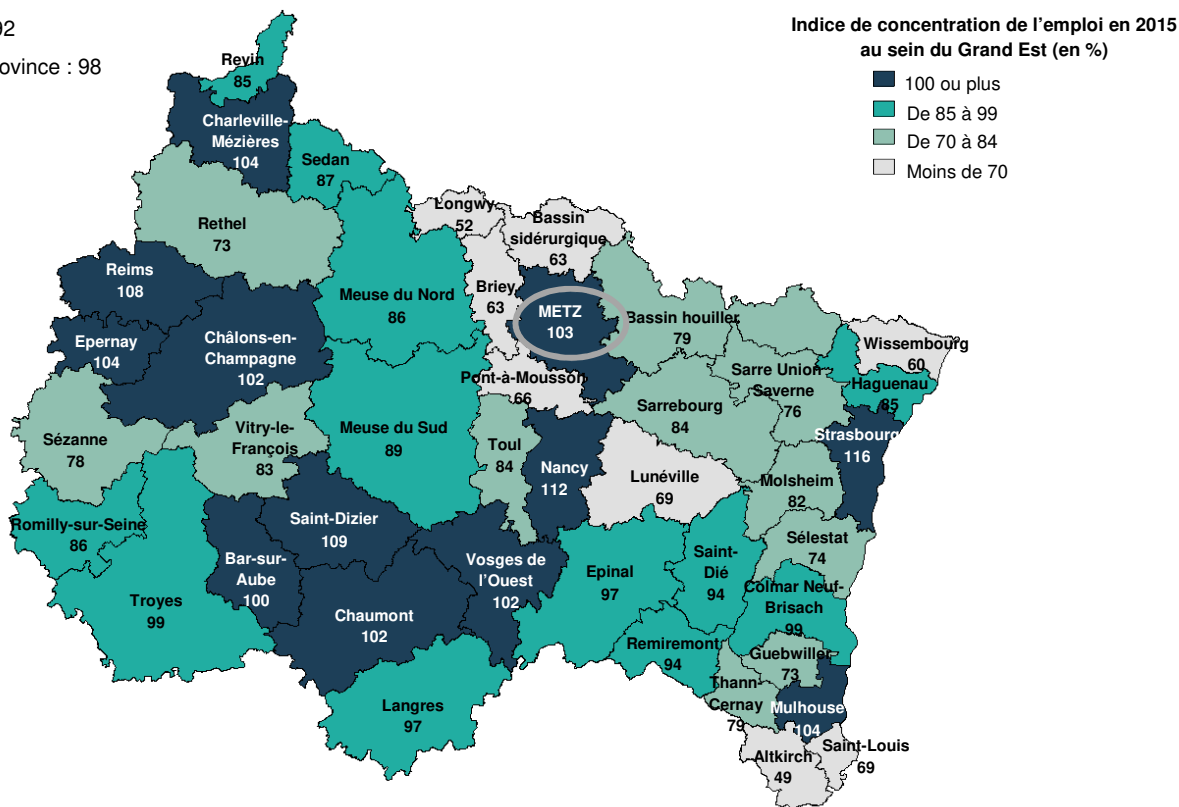 92
ovince : 98
Indice de concentration de l’emploi en 2015
au sein du Grand Est (en %)
100 ou plus
De 85 à 99
De 70 à 84
Moins de 70
Revin
85
Charleville-
Mézières
104
Sedan
87
Rethel
73
Longwy
52
Bassin
sidérurgique
63
Reims
108
Meuse du Nord
86
Briey
63
METZ
103
Bassin houiller
79
Epernay
104
Châlons-en-
Champagne
102
Wissembourg
60
Pont-à-Mousson
66
Sarre Union
Saverne
76
Haguenau
85
Sarrebourg
84
Sézanne
78
Vitry-le-
François
83
Meuse du Sud
89
Toul
84
Nancy
112
Lunéville
69
Strasbourg
116
Molsheim
82
Romilly-sur-Seine
86
Saint-Dizier
109
Sélestat
74
Bar-sur-
Aube
100
Vosges de
l’Ouest
102
Epinal
97
Saint-
Dié
94
Colmar Neuf-
Brisach
99
Troyes
99
Chaumont
102
Remiremont
94
Guebwiller
73
Thann-
Cernay
79
Mulhouse
104
Langres
97
Altkirch
49
Saint-Louis
69